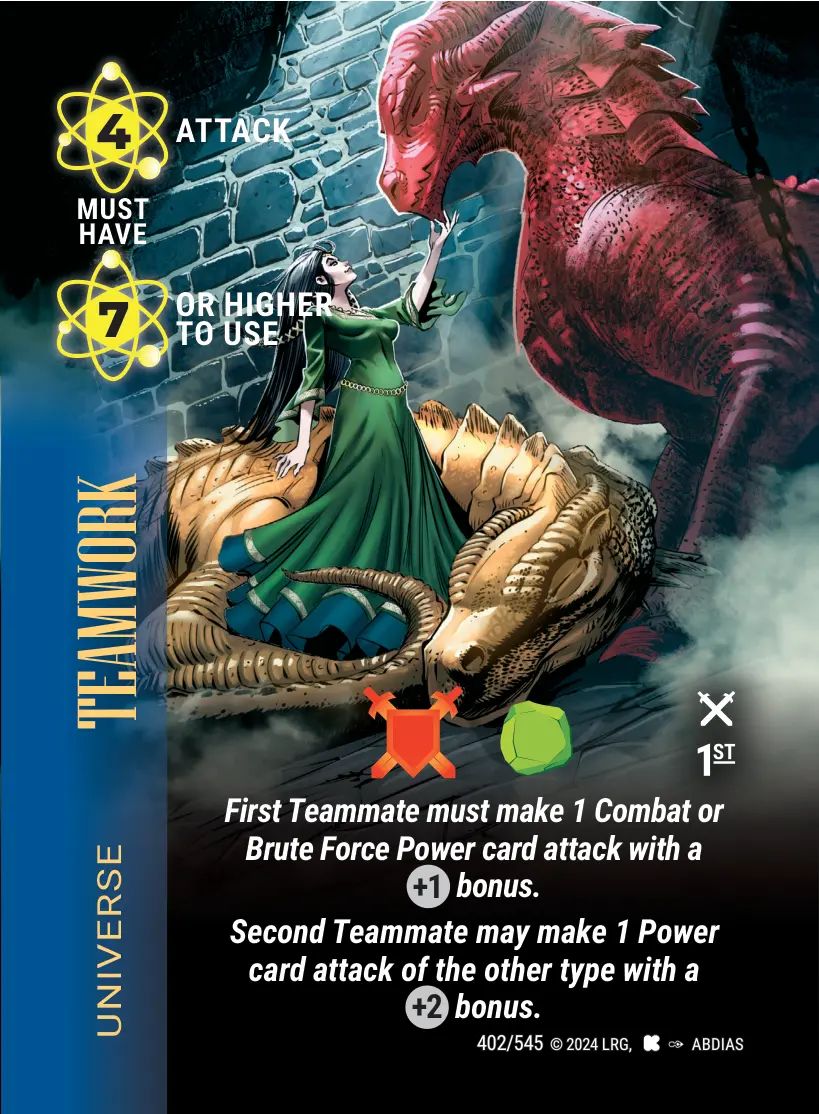 4 ATTACK
MUST
HAVE
7 OR HIGHER
TO USE
TEAMWORK
UNIVERSE
1ST
First Teammate must make 1 Combat or
Brute Force Power card attack with a
+1 bonus.
Second Teammate may make 1 Power
card attack of the other type with a
+2 bonus.
402/545 © 2024 LRG, ABDIAS